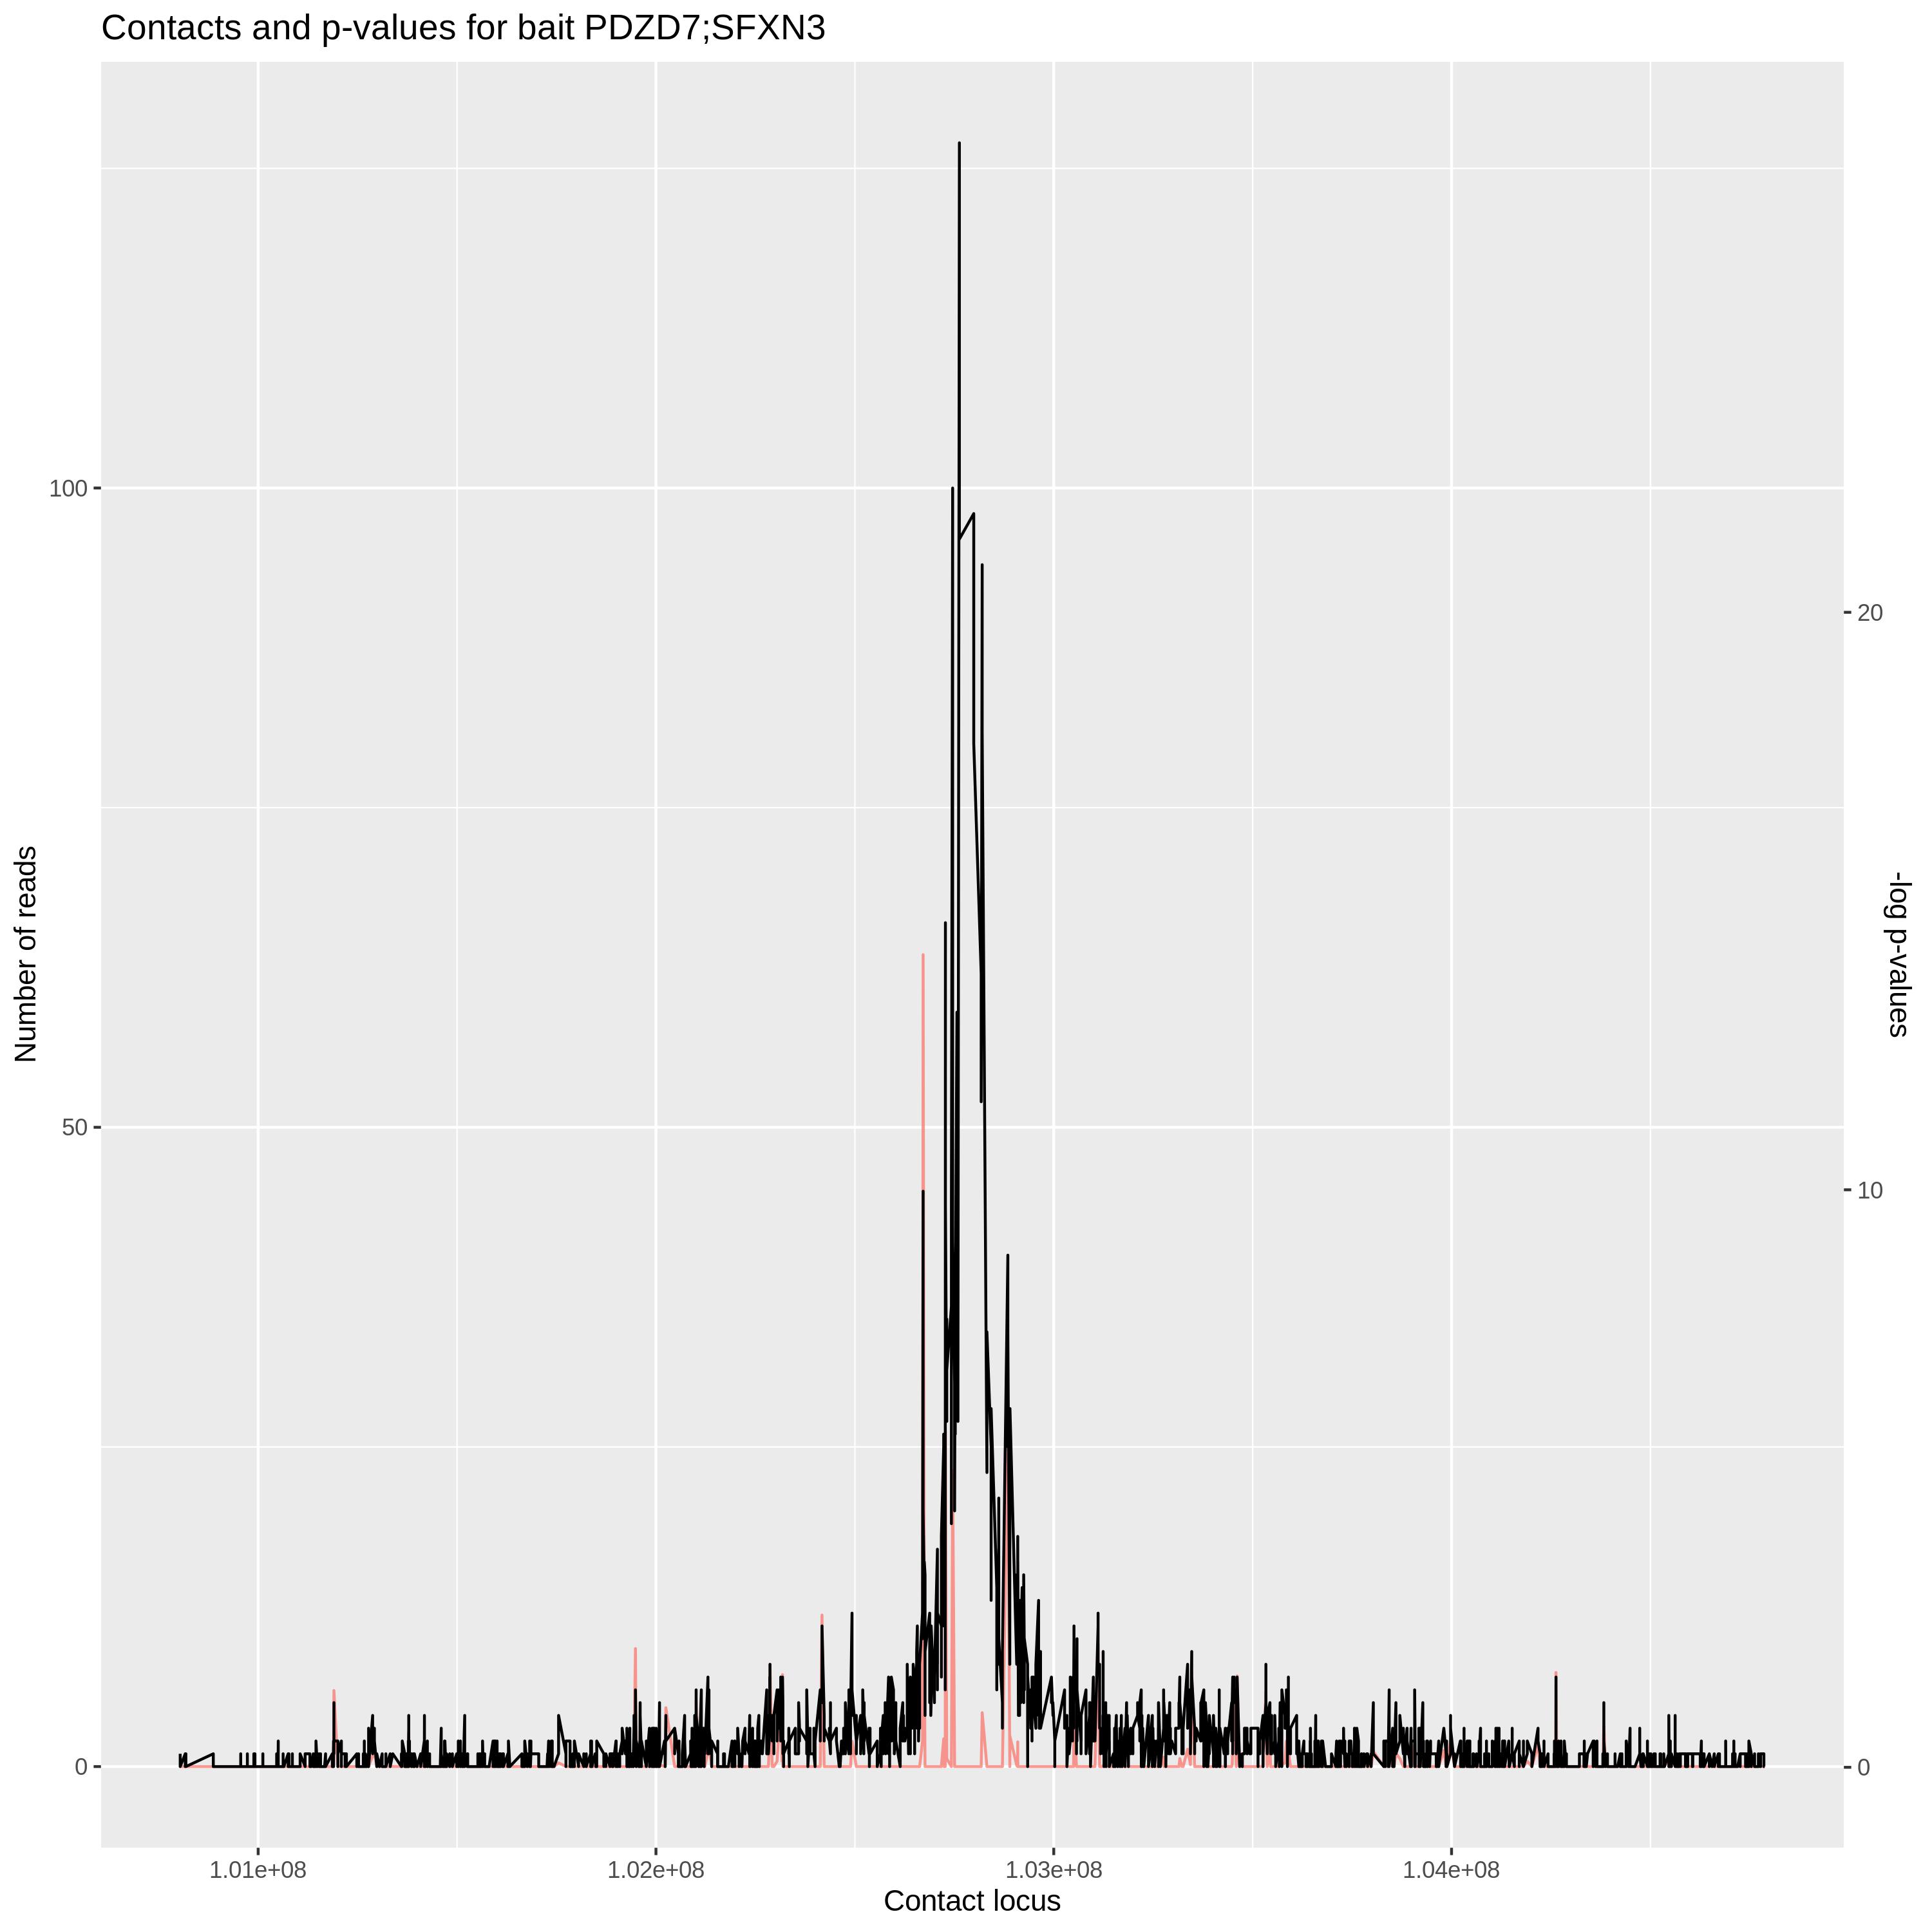 Contacts and p-values for bait PDZD7;SFXN3
Number of reads
100
50
0
-log p-values
20
10
0
1.01e+08
1.02e+08
1.03e+08
1.04e+08
Contact locus